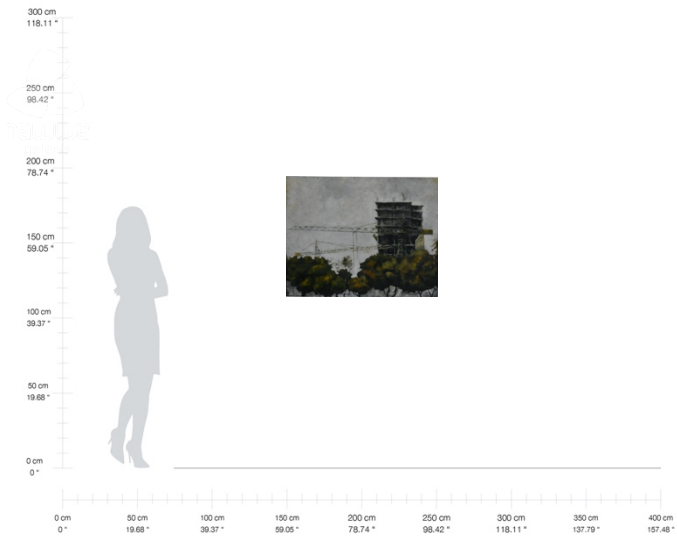 300 cm
118.11 "
250 cm
98.42 "
200 cm
78.74 "
150 cm
59.05 "
100 cm
39.37 "
50 cm
19.68 "
0 cm
0 "
0 cm 50 cm 100 cm 150 cm 200 cm 250 cm 300 cm 350 cm 400 cm
0 " 19.68 " 39.37 " 59.05 " 78.74 " 98.42 " 118.11 " 137.79 " 157.48 "